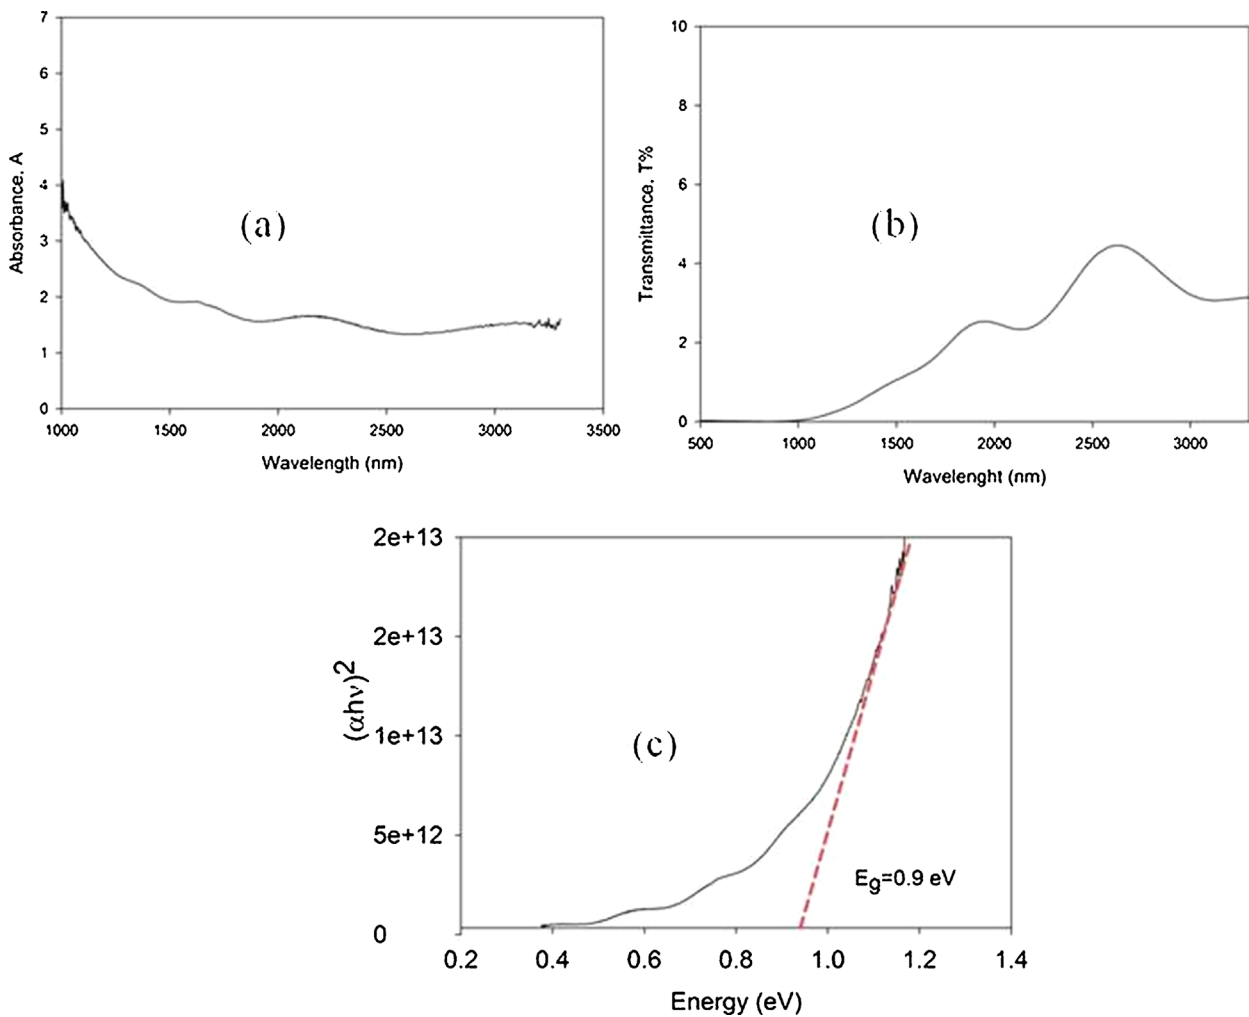 7
6
5
4
3
2
1
0
Absorbance, A
(a)
1000 1500 2000 2500 3000 3500
Wavelength (nm)
10
8
6
4
2
0
Transmittance, T%
(b)
500 1000 1500 2000 2500 3000
Wavelenght (nm)
2e+13
2e+13
1e+13
5e+12
0
(αhν)²
(c)
Eg=0.9 eV
0.2 0.4 0.6 0.8 1.0 1.2 1.4
Energy (eV)